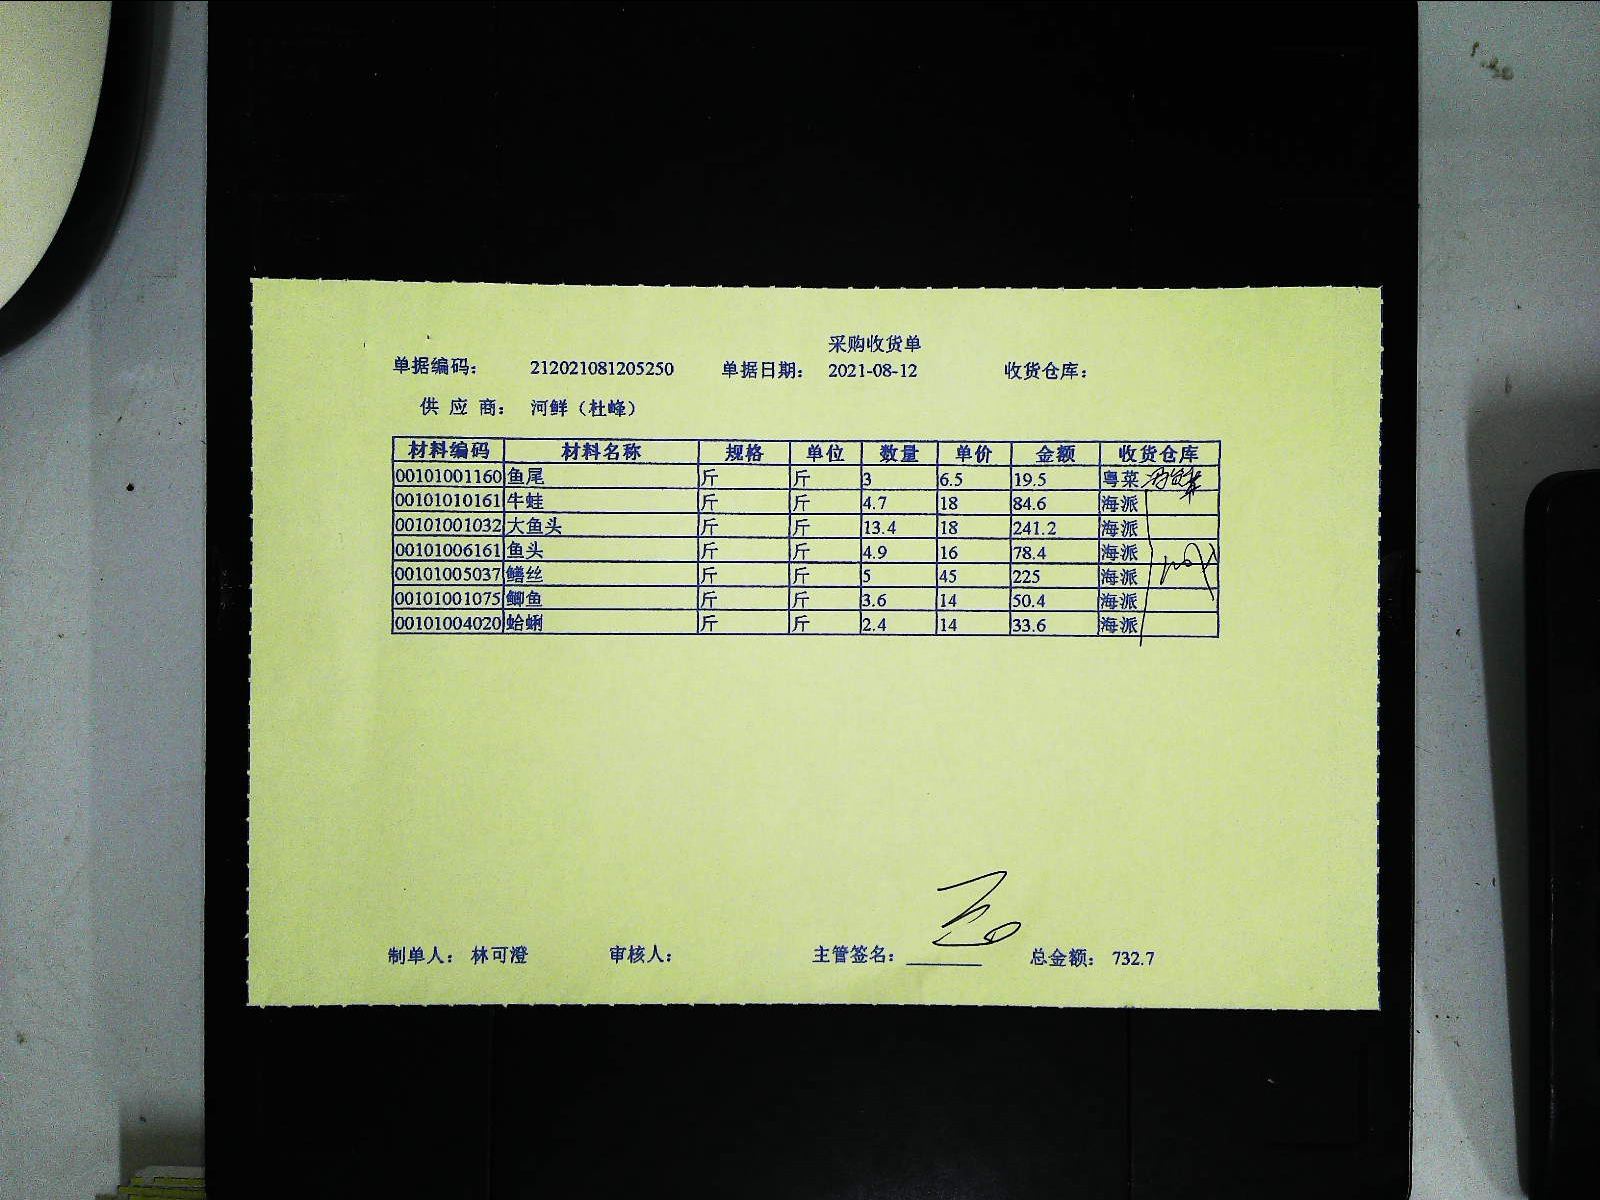 采购收货单
单据编码： 212021081205250 单据日期： 2021-08-12 收货仓库：
供 应 商： 河鲜（杜峰）
材料编码 材料名称 规格 单位 数量 单价 金额 收货仓库
00101001160 鱼尾 斤 斤 3 6.5 19.5 粤菜
00101010161 牛蛙 斤 斤 4.7 18 84.6 海派
00101001032 大鱼头 斤 斤 13.4 18 241.2 海派
00101006161 鱼头 斤 斤 4.9 16 78.4 海派
00101005037 鳝丝 斤 斤 5 45 225 海派
00101001075 鲫鱼 斤 斤 3.6 14 50.4 海派
00101004020 蛤蜊 斤 斤 2.4 14 33.6 海派
制单人： 林可澄 审核人： 主管签名： 总金额： 732.7